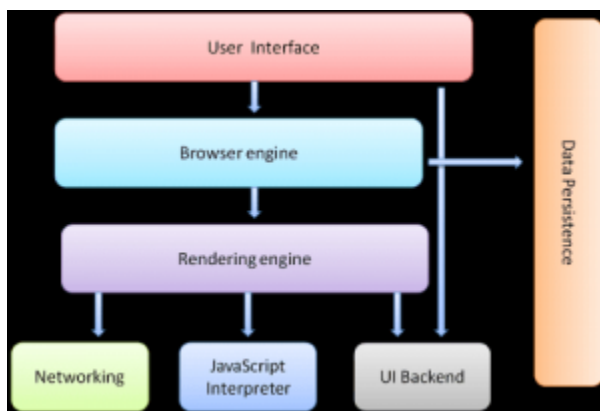 User Interface
Browser engine
Data Persistence
Rendering engine
Networking
JavaScript
Interpreter
UI Backend